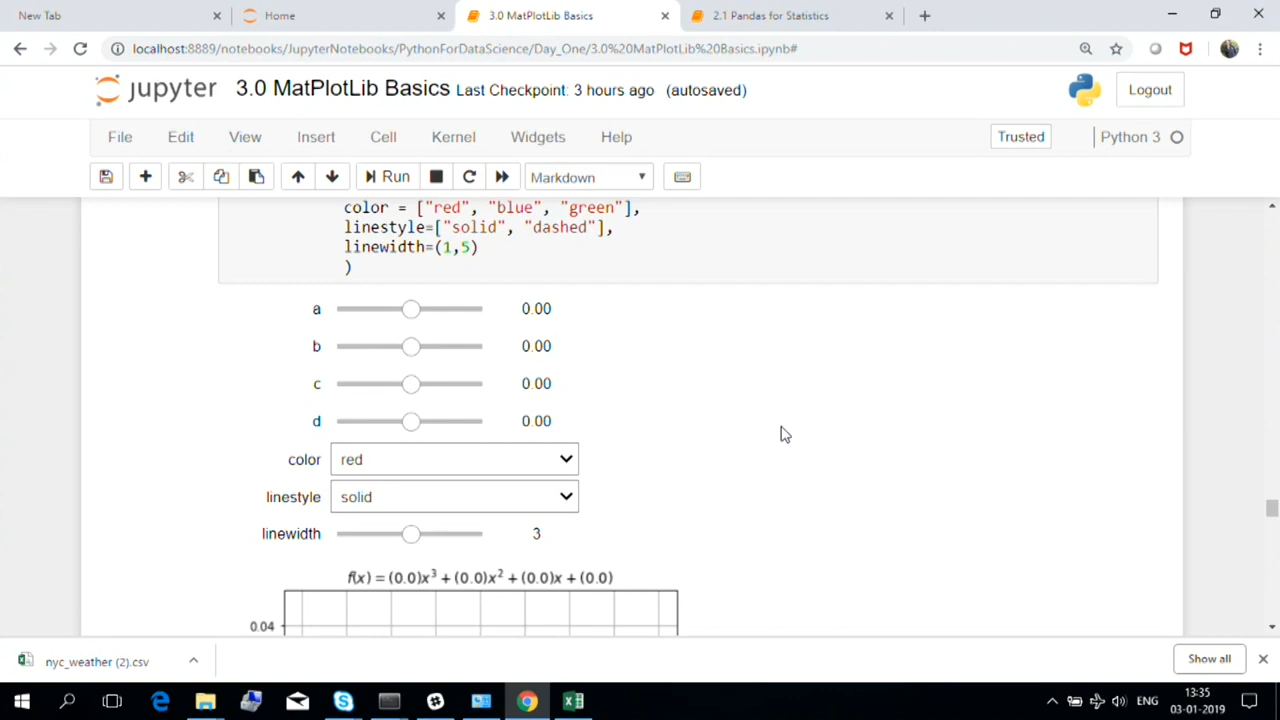 New Tab
Home
3.0 MatPlotLib Basics
2.1 Pandas for Statistics
localhost:8889/notebooks/JupyterNotebooks/PythonForDataScience/Day_One/3.0%20MatPlotLib%20Basics.ipynb#
jupyter 3.0 MatPlotLib Basics Last Checkpoint: 3 hours ago (autosaved)
Logout
File Edit View Insert Cell Kernel Widgets Help
Trusted
Python 3
Run
Markdown
color = ["red", "blue", "green"],
linestyle=["solid", "dashed"],
linewidth=(1,5)
)
a 0.00
b 0.00
c 0.00
d 0.00
color red
linestyle solid
linewidth 3
f(x) = (0.0)x³ + (0.0)x² + (0.0)x + (0.0)
0.04
nyc_weather (2).csv
Show all
ENG
13:35
03-01-2019